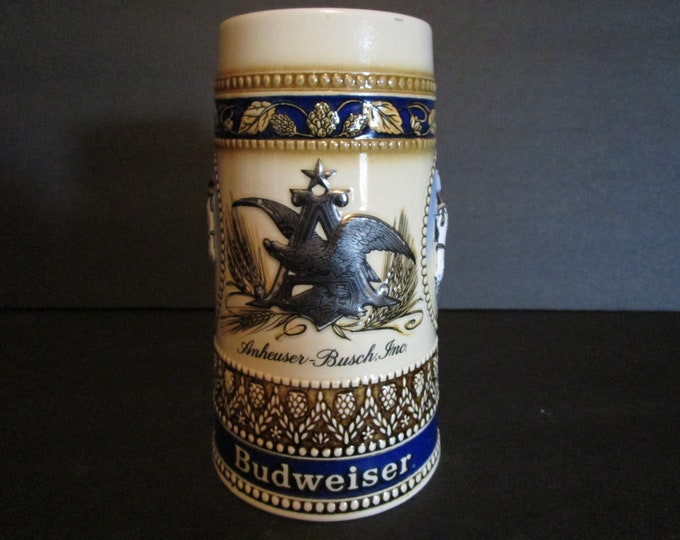 Anheuser-Busch, Inc.
Budweiser